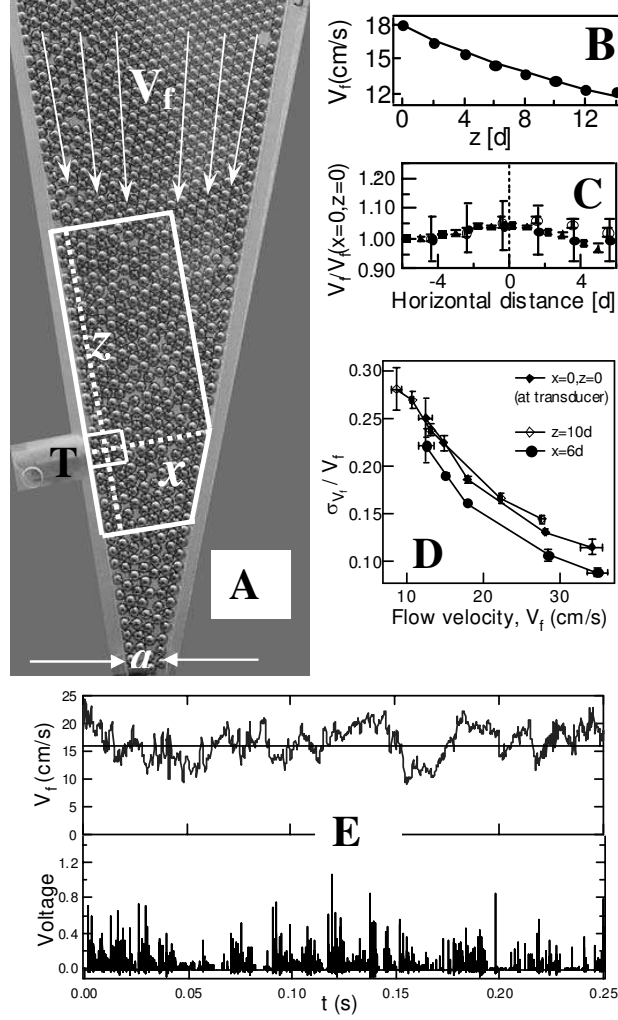 V_f
z
T
x
A
a
V_f(cm/s)
18
15
12
B
0 4 8 12
z [d]
V/V_f(x=0,z=0)
1.20
1.10
1.00
0.90
C
-4 0 4
Horizontal distance [d]
σ_{V_f} / V_f
0.30
0.25
0.20
0.15
0.10
x=0,z=0
(at transducer)
z=10d
x=6d
D
10 20 30
Flow velocity, V_f (cm/s)
V_f (cm/s)
25
20
15
10
5
0
E
Voltage
1.2
0.8
0.4
0.0
0.00 0.05 0.10 0.15 0.20 0.25
t (s)